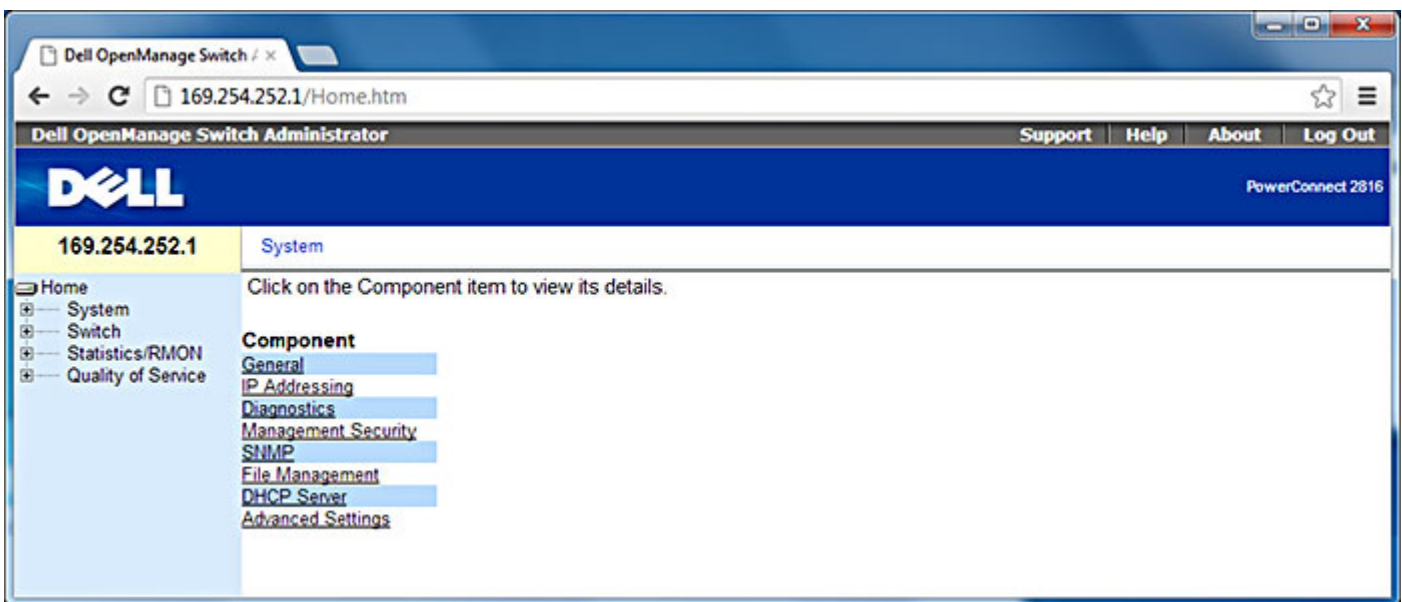 Dell OpenManage Switch / ×
169.254.252.1/Home.htm
Dell OpenManage Switch Administrator Support Help About Log Out
DELL
PowerConnect 2816
169.254.252.1
System
Home
System
Switch
Statistics/RMON
Quality of Service
Click on the Component item to view its details.
Component
General
IP Addressing
Diagnostics
Management Security
SNMP
File Management
DHCP Server
Advanced Settings